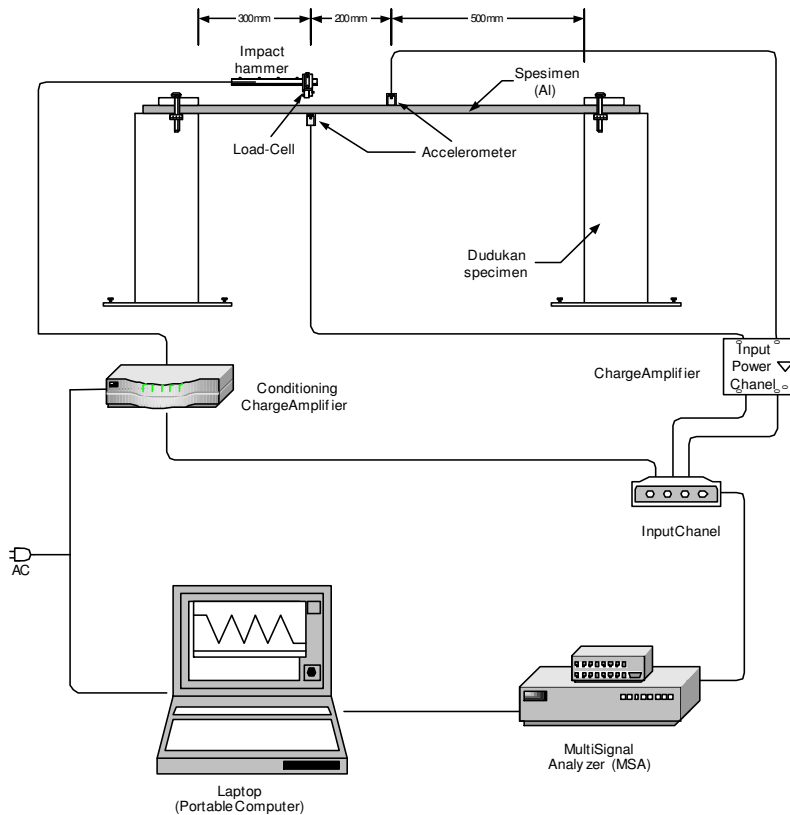 300mm
200mm
500mm
Impact
hammer
Spesimen
(Al)
Load-Cell
Accelerometer
Dudukan
specimen
Input
Power
Chanel
ChargeAmplifier
Conditioning
ChargeAmplifier
InputChanel
AC
MultiSignal
Analyzer (MSA)
Laptop
(Portable Computer)